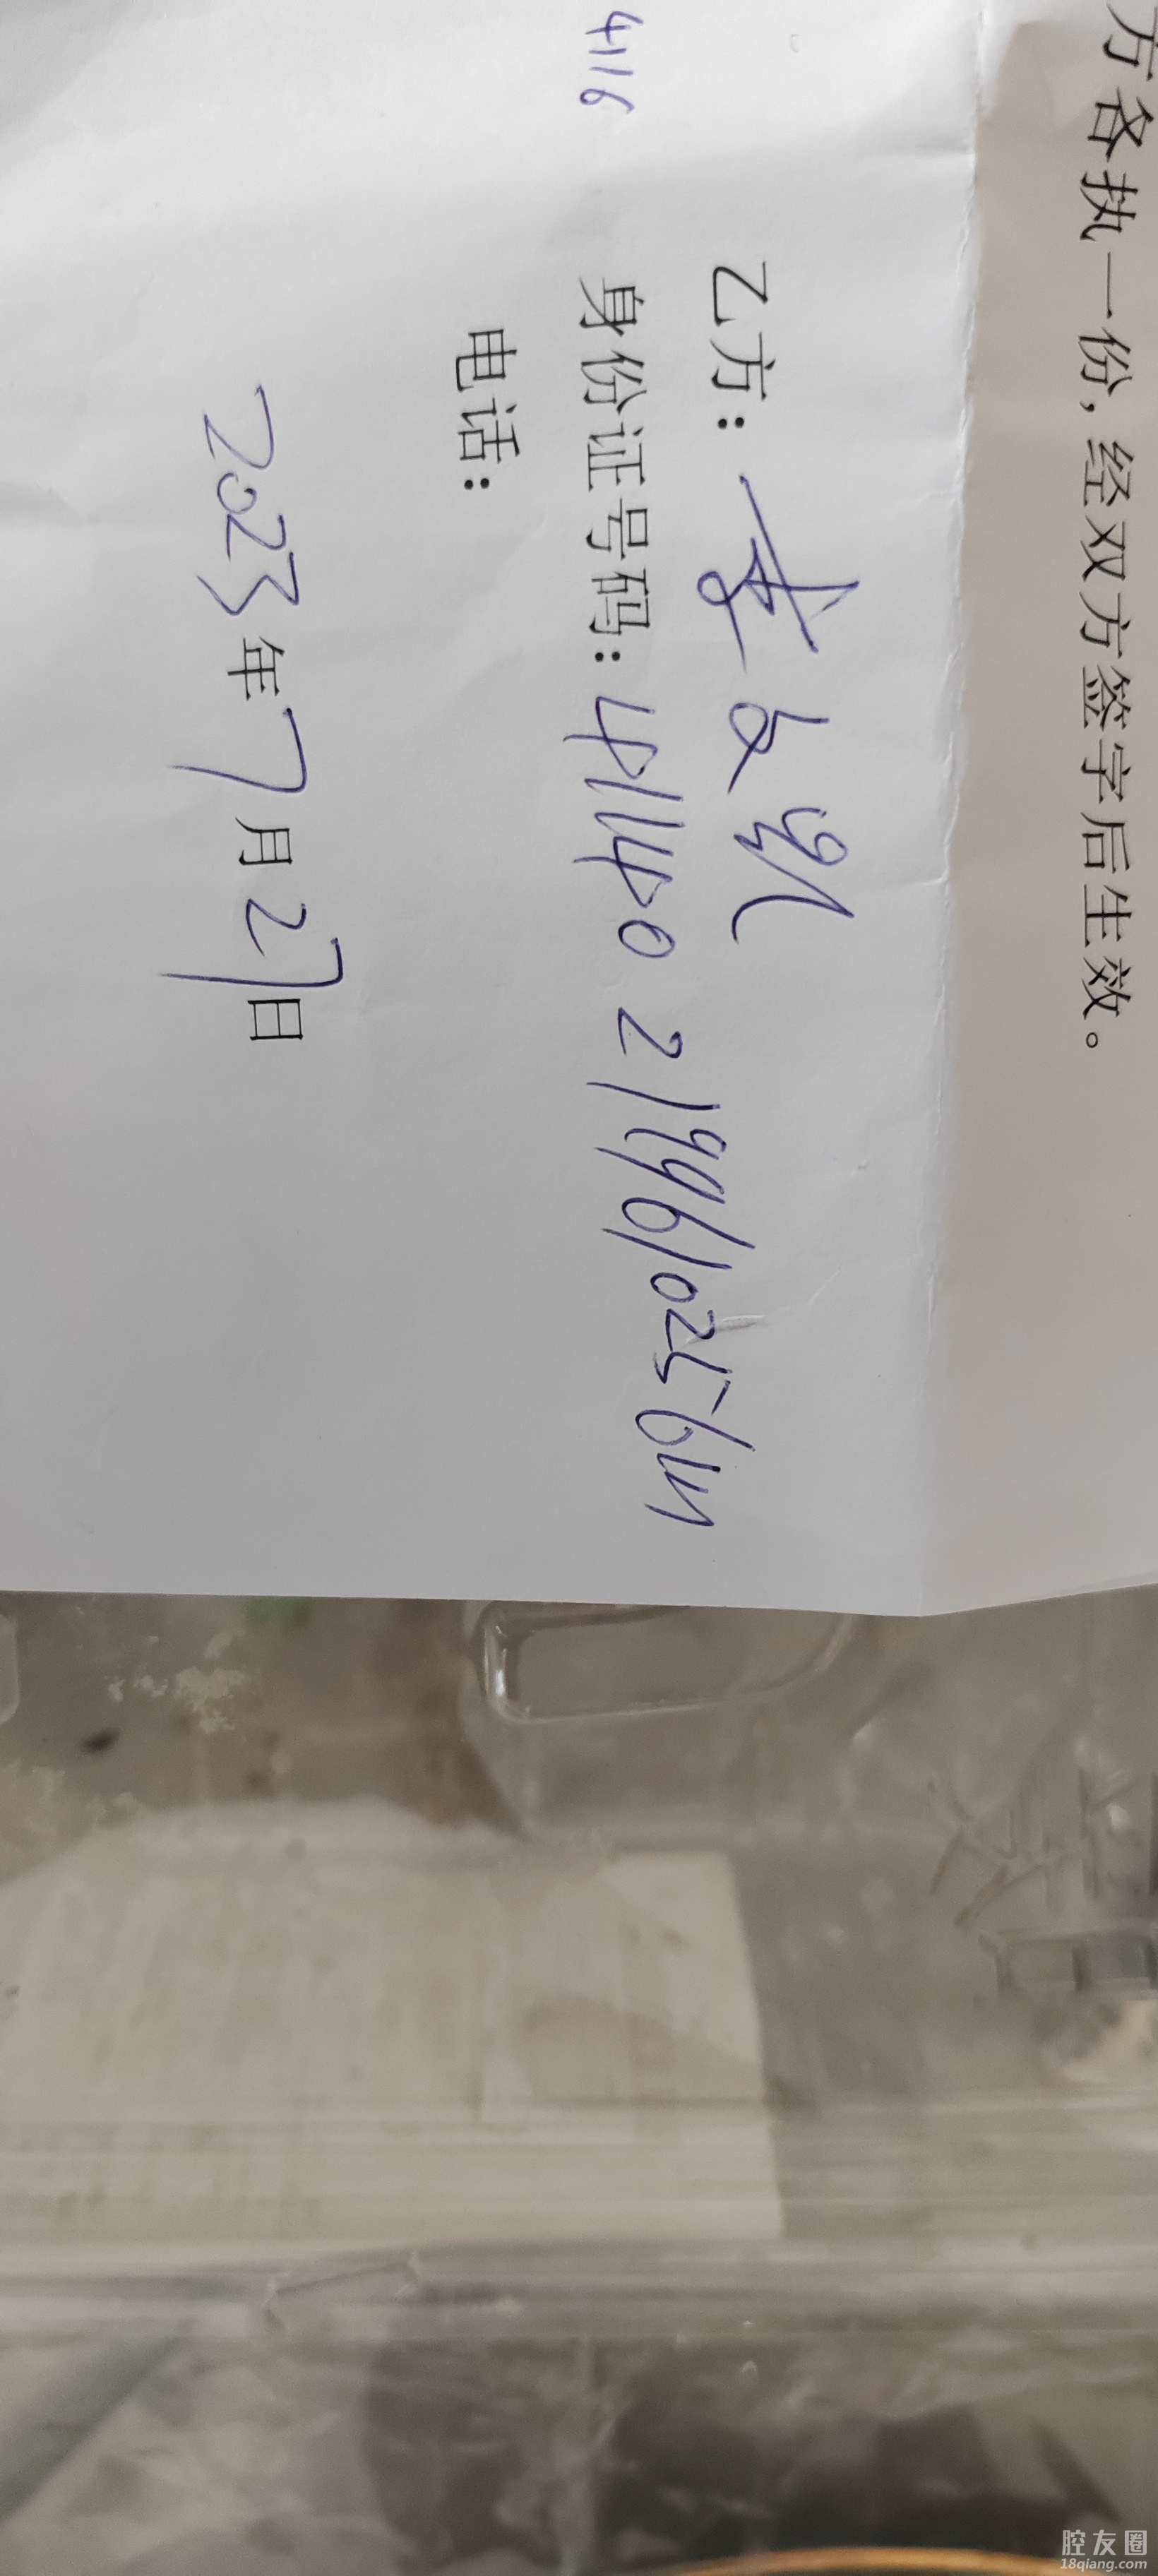 方各执一份，经双方签字后生效。
乙方：
4116
身份证号码：411402199610256411
电话：
2023年7月27日
腔友圈
18qiang.com